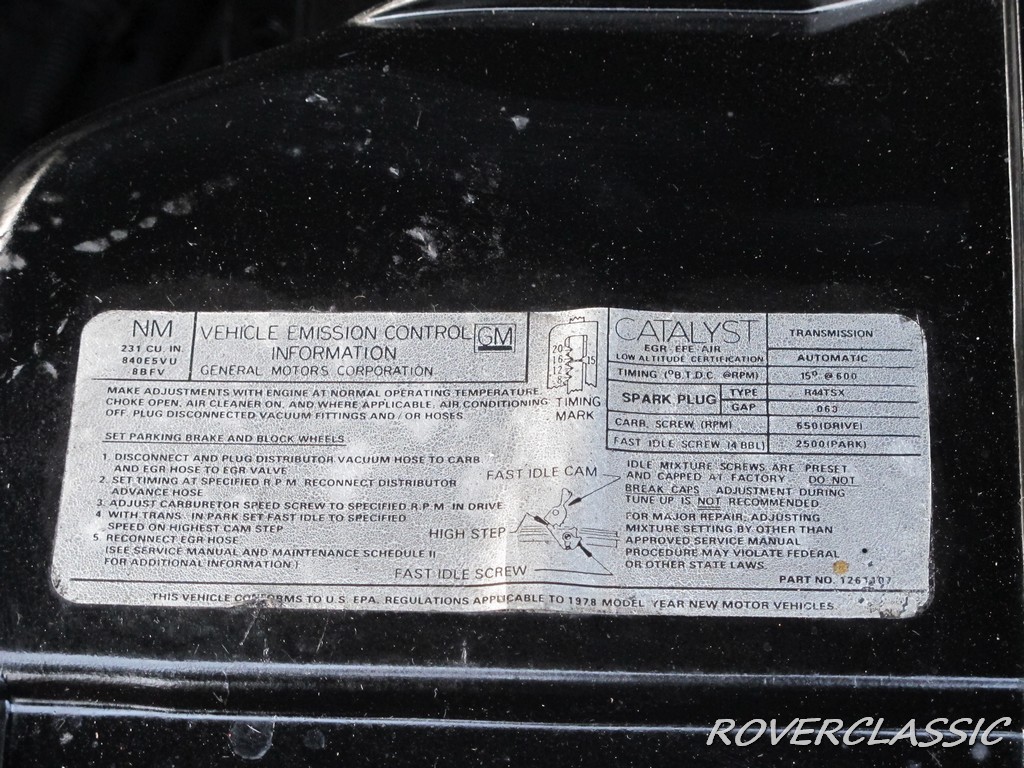 NM
231 CU. IN.
840E5VU
8BFV
VEHICLE EMISSION CONTROL
INFORMATION
GENERAL MOTORS CORPORATION
GM
MAKE ADJUSTMENTS WITH ENGINE AT NORMAL OPERATING TEMPERATURE
CHOKE OPEN, AIR CLEANER ON, AND WHERE APPLICABLE, AIR CONDITIONING
OFF. PLUG DISCONNECTED VACUUM FITTINGS AND / OR HOSES
SET PARKING BRAKE AND BLOCK WHEELS
1. DISCONNECT AND PLUG DISTRIBUTOR VACUUM HOSE TO CARB
AND EGR HOSE TO EGR VALVE
2. SET TIMING AT SPECIFIED R.P.M. RECONNECT DISTRIBUTOR
ADVANCE HOSE
3. ADJUST CARBURETOR SPEED SCREW TO SPECIFIED R.P.M IN DRIVE
4 WITH TRANS. IN PARK SET FAST IDLE TO SPECIFIED
SPEED ON HIGHEST CAM STEP
5. RECONNECT EGR HOSE
(SEE SERVICE MANUAL AND MAINTENANCE SCHEDULE II
FOR ADDITIONAL INFORMATION)
20
16
12
8
15
TIMING
MARK
FAST IDLE CAM
HIGH STEP
FAST IDLE SCREW
CATALYST
EGR EFE AIR
LOW ALTITUDE CERTIFICATION
TRANSMISSION
AUTOMATIC
TIMING (ºB.T.D.C. @RPM) 15º @ 600
SPARK PLUG TYPE R44TSX
GAP .063
CARR. SCREW (RPM) 650(DRIVE)
FAST IDLE SCREW (4 BBL) 2500(PARK)
IDLE MIXTURE SCREWS ARE PRESET
AND CAPPED AT FACTORY. DO NOT
BREAK CAPS. ADJUSTMENT DURING
TUNE UP IS NOT RECOMMENDED.
FOR MAJOR REPAIR, ADJUSTING
MIXTURE SETTING BY OTHER THAN
APPROVED SERVICE MANUAL
PROCEDURE MAY VIOLATE FEDERAL
OR OTHER STATE LAWS.
PART NO. 1261107
THIS VEHICLE CONFORMS TO U.S. EPA. REGULATIONS APPLICABLE TO 1978 MODEL YEAR NEW MOTOR VEHICLES
ROVERCLASSIC